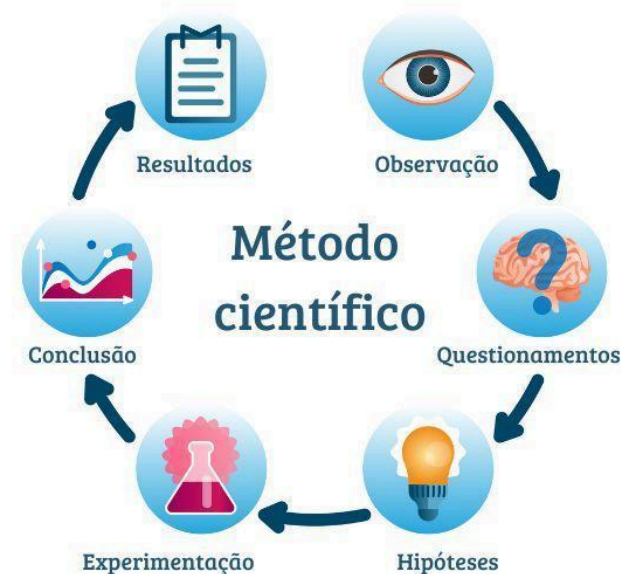 Resultados
Observação
Método
científico
Conclusão
Questionamentos
Experimentação
Hipóteses